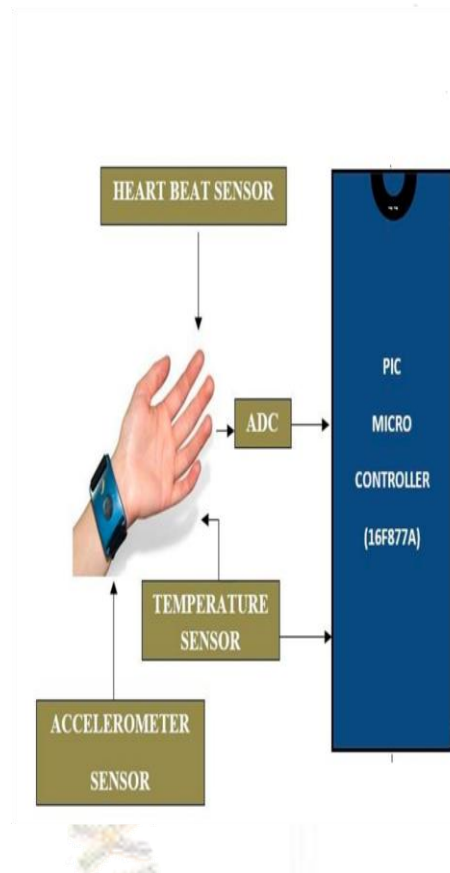 HEART BEAT SENSOR
PIC
MICRO
CONTROLLER
(16F877A)
ADC
TEMPERATURE
SENSOR
ACCELEROMETER
SENSOR